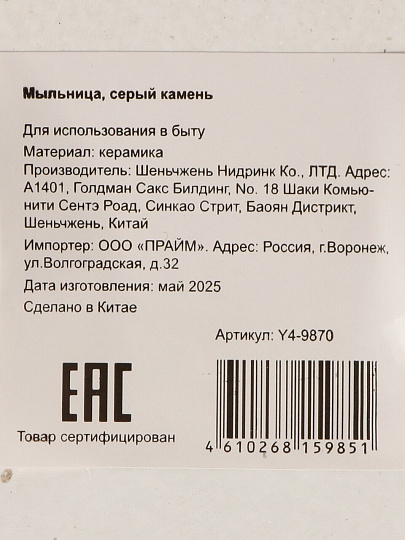 Мыльница, серый камень
Для использования в быту
Материал: керамика
Производитель: Шеньчжень Нидринк Ко., ЛТД. Адрес:
А1401, Голдман Сакс Билдинг, No. 18 Шаки Комью-
нити Сентэ Роад, Синкао Стрит, Баоян Дистрикт,
Шеньчжень, Китай
Импортер: ООО «ПРАЙМ». Адрес: Россия, г.Воронеж,
ул.Волгоградская, д.32
Дата изготовления: май 2025
Сделано в Китае
Артикул: Y4-9870
EAC
Товар сертифицирован
4 610268 159851